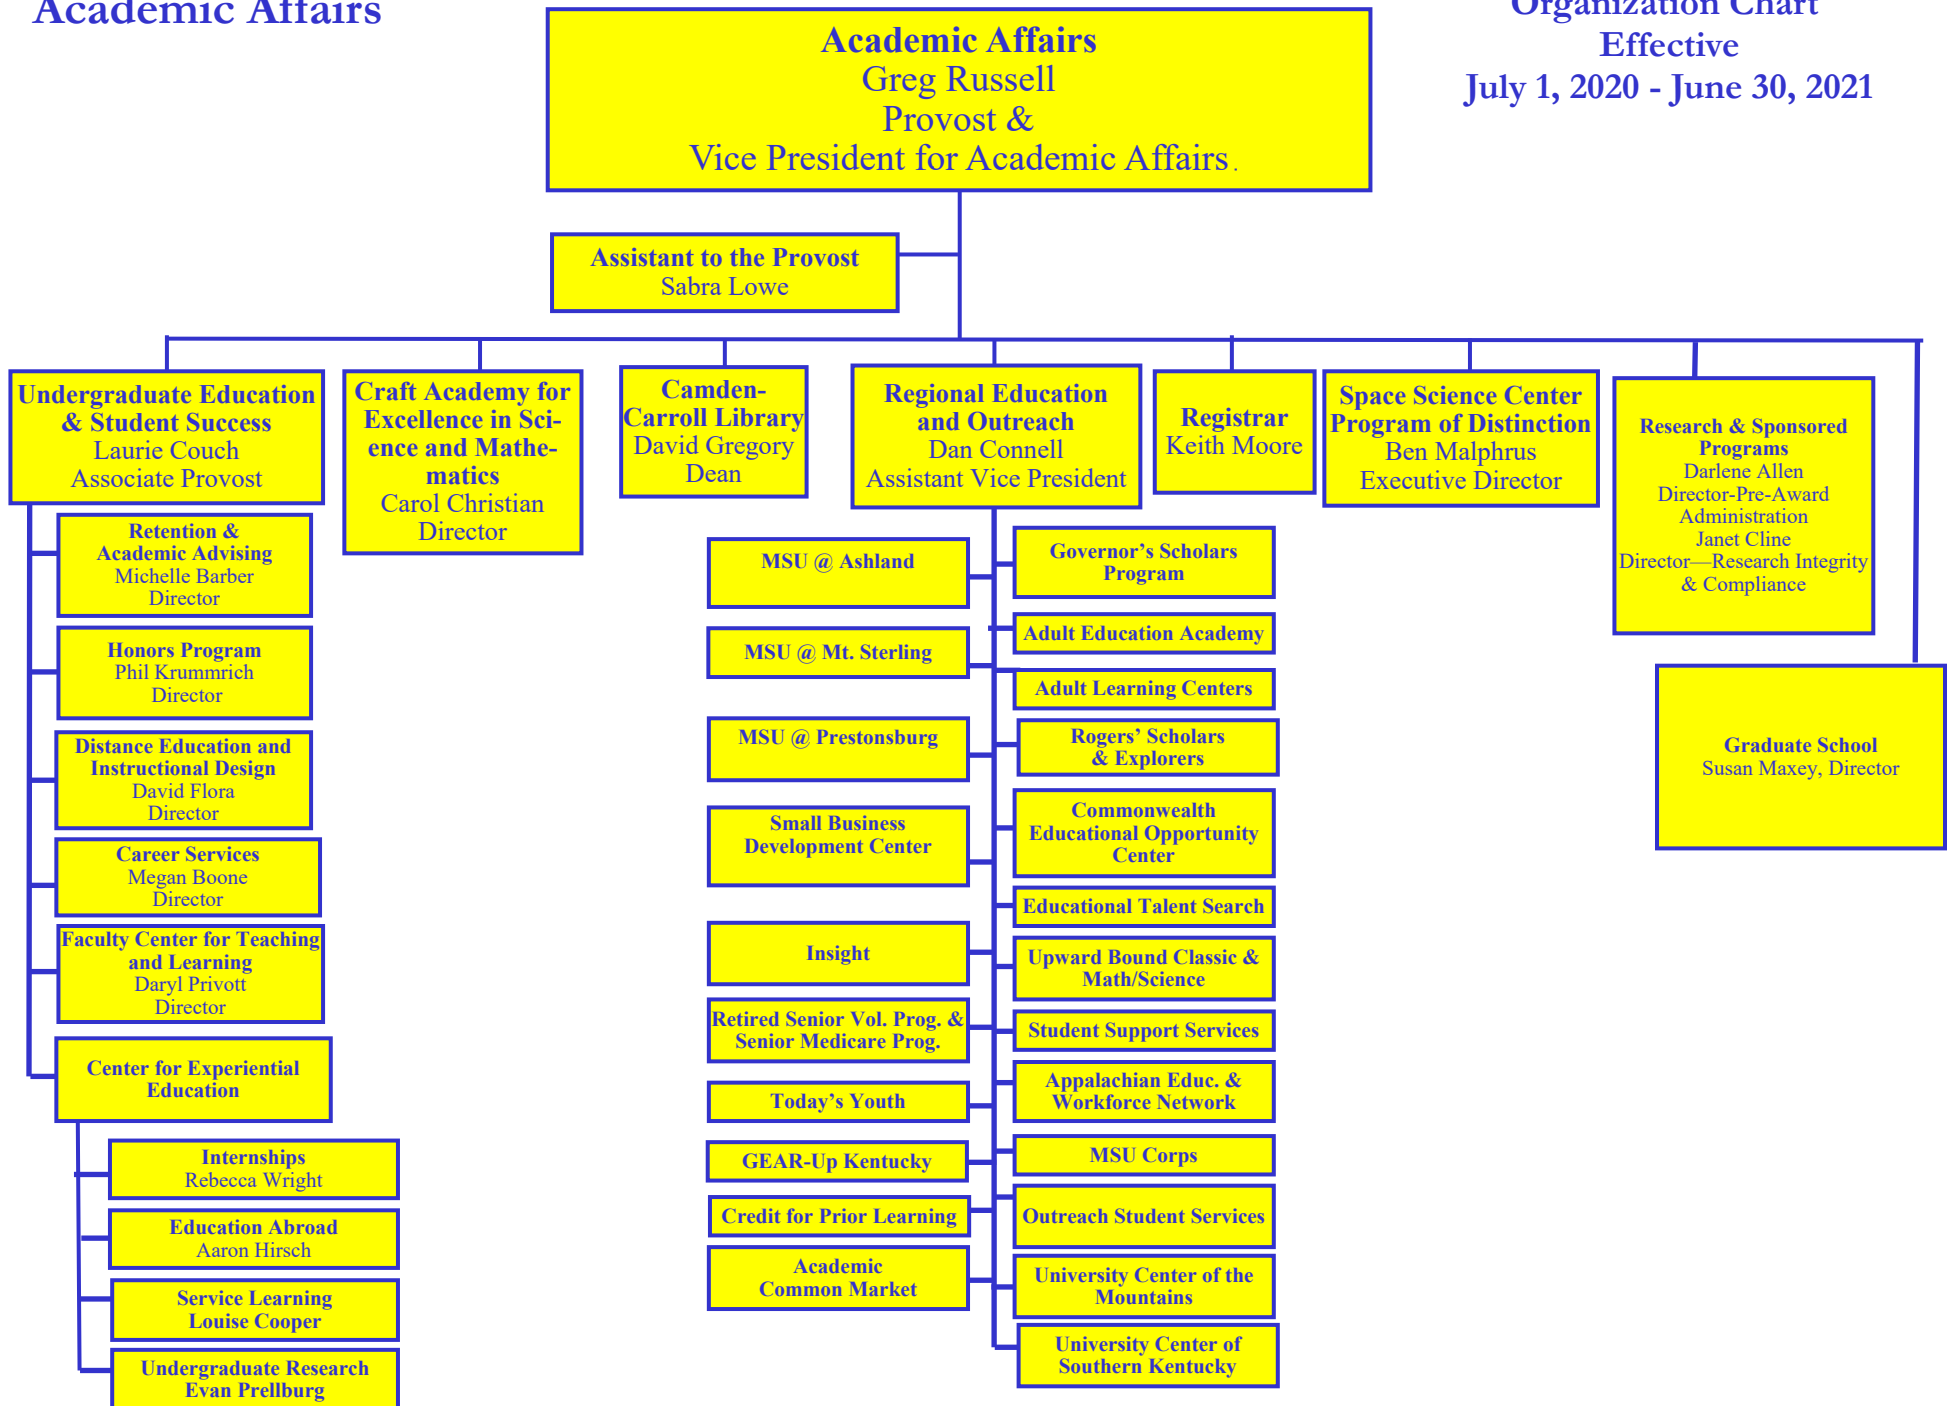 Academic Affairs
Organization Chart
Effective
July 1, 2020 - June 30, 2021
Academic Affairs
Greg Russell
Provost &
Vice President for Academic Affairs.
Assistant to the Provost
Sabra Lowe
Undergraduate Education
& Student Success
Laurie Couch
Associate Provost
Craft Academy for
Excellence in Sci-
ence and Mathe-
matics
Carol Christian
Director
Camden-
Carroll Library
David Gregory
Dean
Regional Education
and Outreach
Dan Connell
Assistant Vice President
Registrar
Keith Moore
Space Science Center
Program of Distinction
Ben Malphrus
Executive Director
Research & Sponsored
Programs
Darlene Allen
Director-Pre-Award
Administration
Janet Cline
Director—Research Integrity
& Compliance
Graduate School
Susan Maxey, Director
Retention &
Academic Advising
Michelle Barber
Director
Honors Program
Phil Krummrich
Director
Distance Education and
Instructional Design
David Flora
Director
Career Services
Megan Boone
Director
Faculty Center for Teaching
and Learning
Daryl Privott
Director
Center for Experiential
Education
Internships
Rebecca Wright
Education Abroad
Aaron Hirsch
Service Learning
Louise Cooper
Undergraduate Research
Evan Prellburg
MSU @ Ashland
MSU @ Mt. Sterling
MSU @ Prestonsburg
Small Business
Development Center
Insight
Retired Senior Vol. Prog. &
Senior Medicare Prog.
Today's Youth
GEAR-Up Kentucky
Credit for Prior Learning
Academic
Common Market
Governor's Scholars
Program
Adult Education Academy
Adult Learning Centers
Rogers' Scholars
& Explorers
Commonwealth
Educational Opportunity
Center
Educational Talent Search
Upward Bound Classic &
Math/Science
Student Support Services
Appalachian Educ. &
Workforce Network
MSU Corps
Outreach Student Services
University Center of the
Mountains
University Center of
Southern Kentucky